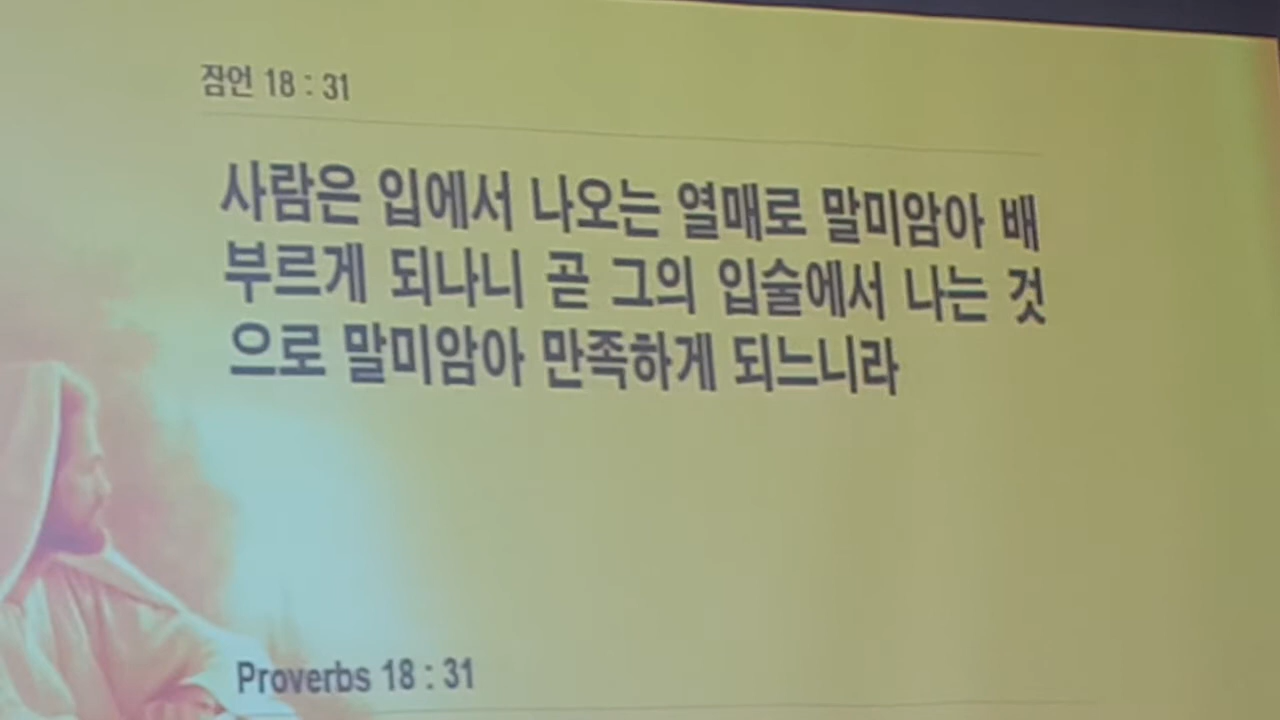 잠언 18 : 31
사람은 입에서 나오는 열매로 말미암아 배
부르게 되나니 곧 그의 입술에서 나는 것
으로 말미암아 만족하게 되느니라
Proverbs 18 : 31